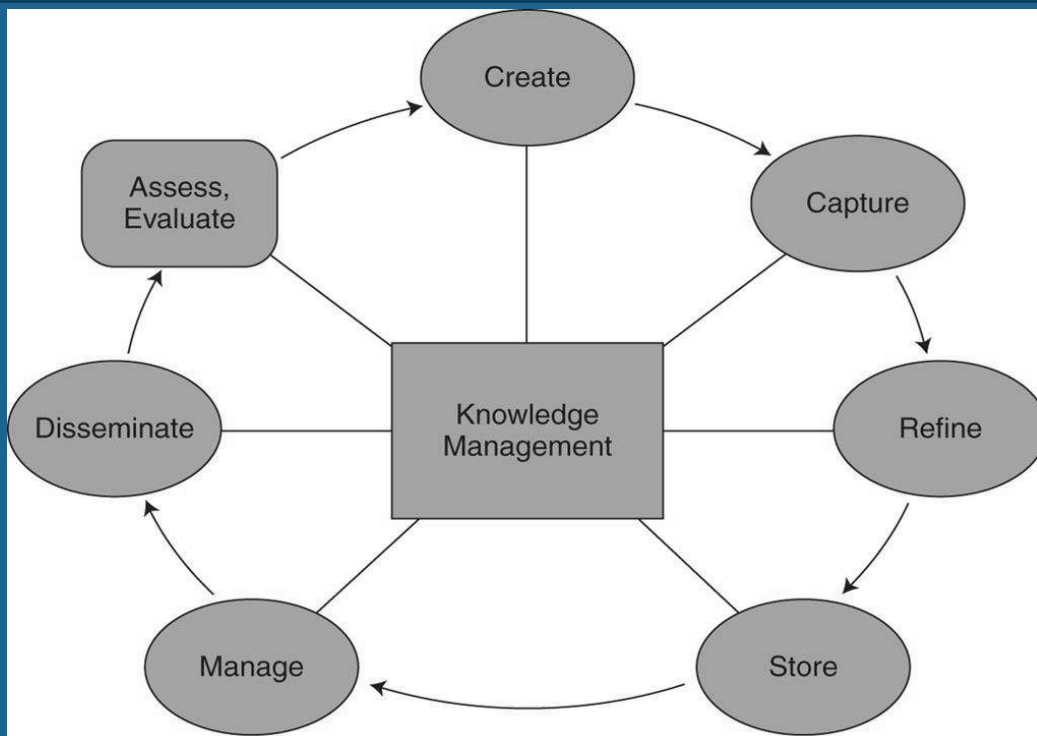 Create
Assess,
Evaluate
Capture
Knowledge
Management
Disseminate
Refine
Manage
Store